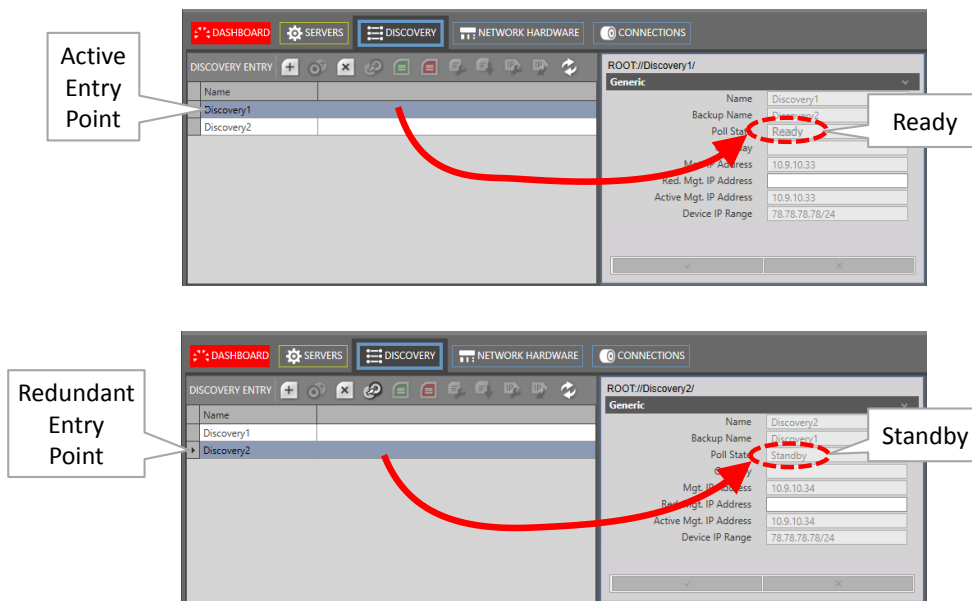 DASHBOARD SERVERS DISCOVERY NETWORK HARDWARE CONNECTIONS
Active
Entry
Point
DISCOVERY ENTRY
Name
Discovery1
Discovery2
ROOT://Discovery1/
Generic
Name Discovery1
Backup Name Discovery2
Poll State Ready
Mgt. IP Address 10.9.10.33
Red. Mgt. IP Address
Active Mgt. IP Address 10.9.10.33
Device IP Range 78.78.78.78/24
Ready
DASHBOARD SERVERS DISCOVERY NETWORK HARDWARE CONNECTIONS
Redundant
Entry
Point
DISCOVERY ENTRY
Name
Discovery1
Discovery2
ROOT://Discovery2/
Generic
Name Discovery2
Backup Name Discovery1
Poll State Standby
Mgt. IP Address 10.9.10.34
Red. Mgt. IP Address
Active Mgt. IP Address 10.9.10.34
Device IP Range 78.78.78.78/24
Standby